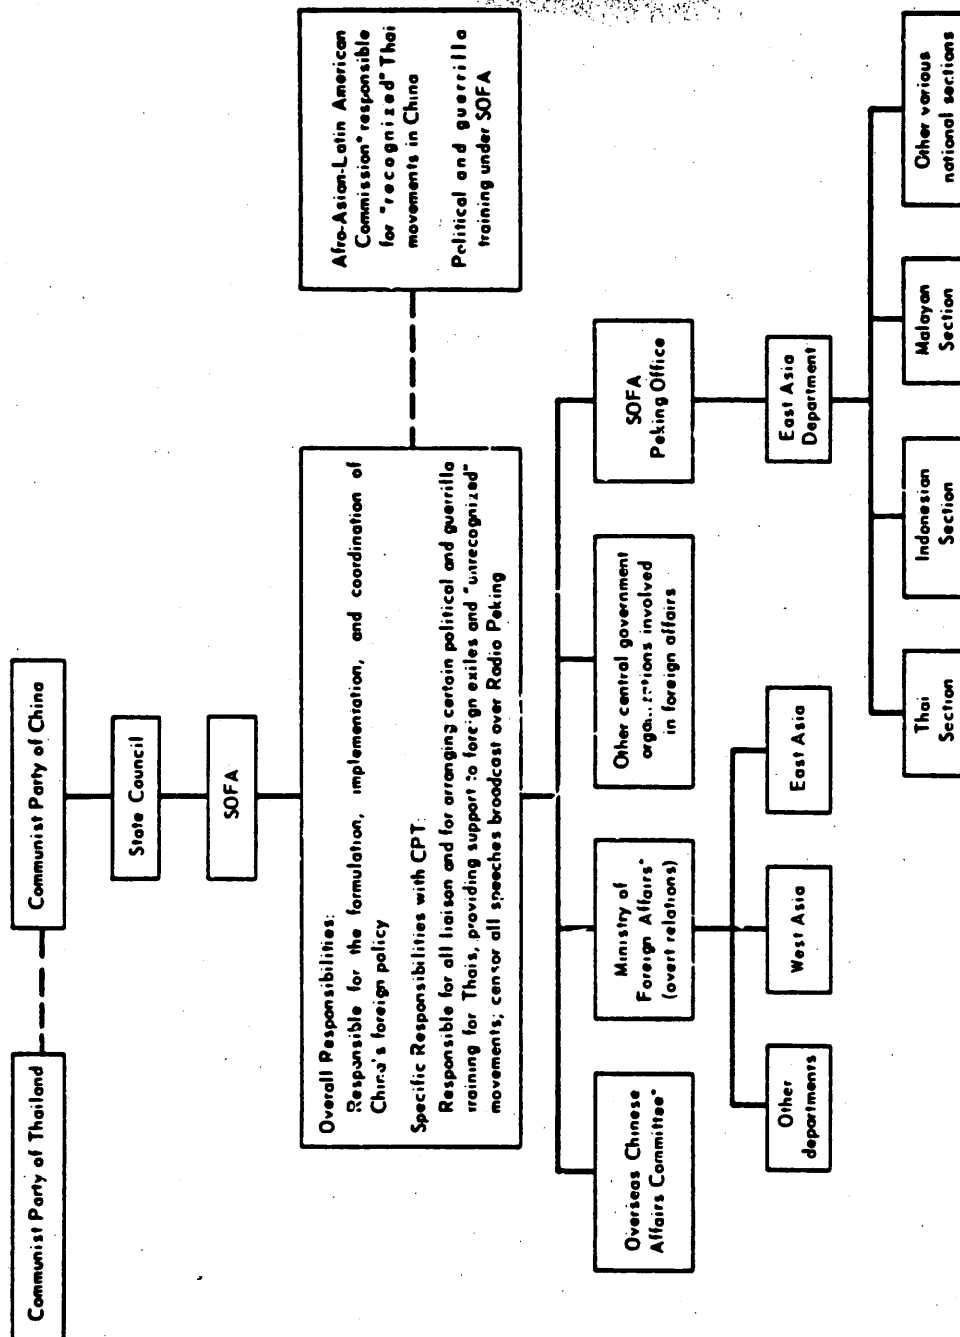 Communist Party of Thailand
Communist Party of China
State Council
SOFA
Overall Responsibilities:
Responsible for the formulation, implementation, and coordination of
China's foreign policy
Specific Responsibilities with CPT:
Responsible for all liaison and for arranging certain political and guerrilla
training for Thais, providing support to foreign exiles and "unrecognized"
movements; censor all speeches broadcast over Radio Peking
Afro-Asian-Latin American
Commission* responsible
for "recognized" Thai
movements in China
Political and guerrilla
training under SOFA
Overseas Chinese
Affairs Committee*
Ministry of
Foreign Affairs*
(overt relations)
Other central government
organizations involved
in foreign affairs
SOFA
Peking Office
Other
departments
West Asia
East Asia
East Asia
Department
Thai
Section
Indonesian
Section
Malayan
Section
Other various
national sections